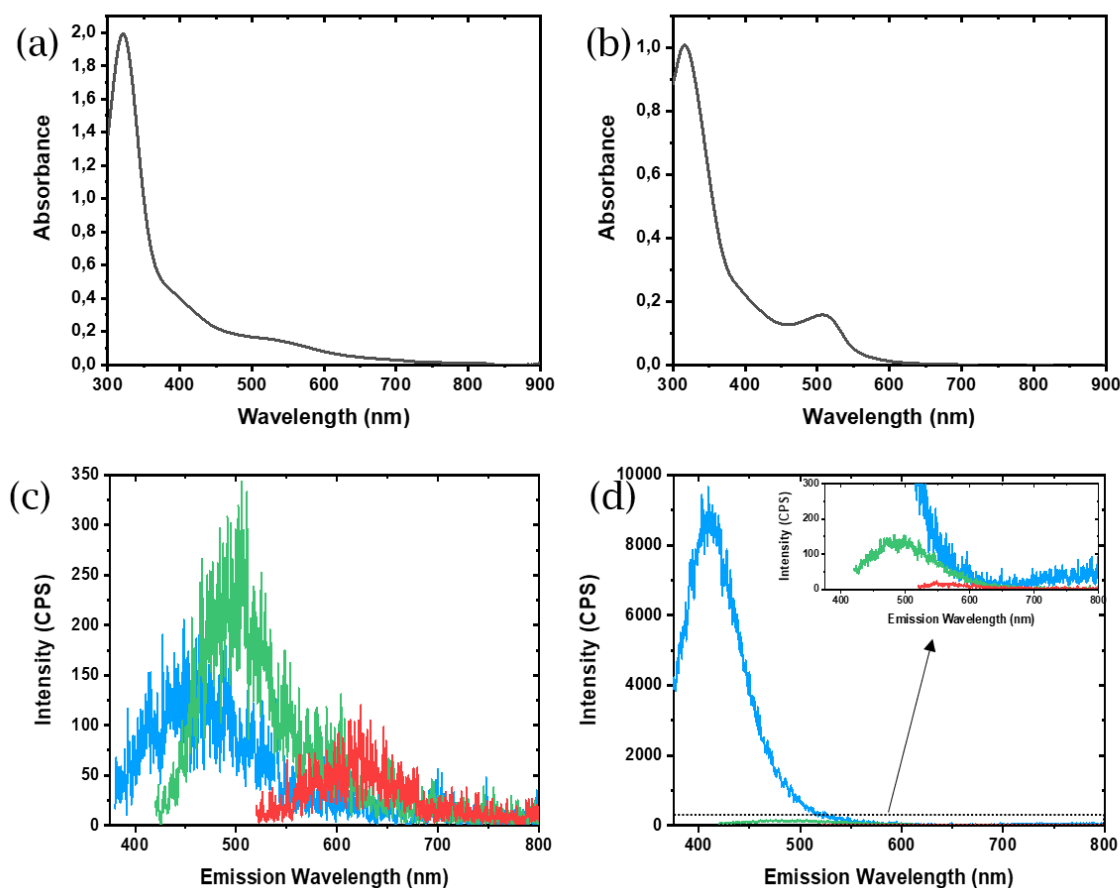 (a)
Absorbance
2,0
1,8
1,6
1,4
1,2
1,0
0,8
0,6
0,4
0,2
0,0
300 400 500 600 700 800 900
Wavelength (nm)
(b)
Absorbance
1,0
0,8
0,6
0,4
0,2
0,0
300 400 500 600 700 800 900
Wavelength (nm)
(c)
Intensity (CPS)
350
300
250
200
150
100
50
0
400 500 600 700 800
Emission Wavelength (nm)
(d)
Intensity (CPS)
10000
8000
6000
4000
2000
0
400 500 600 700 800
Emission Wavelength (nm)
Intensity (CPS)
300
200
100
0
400 500 600 700 800
Emission Wavelength (nm)